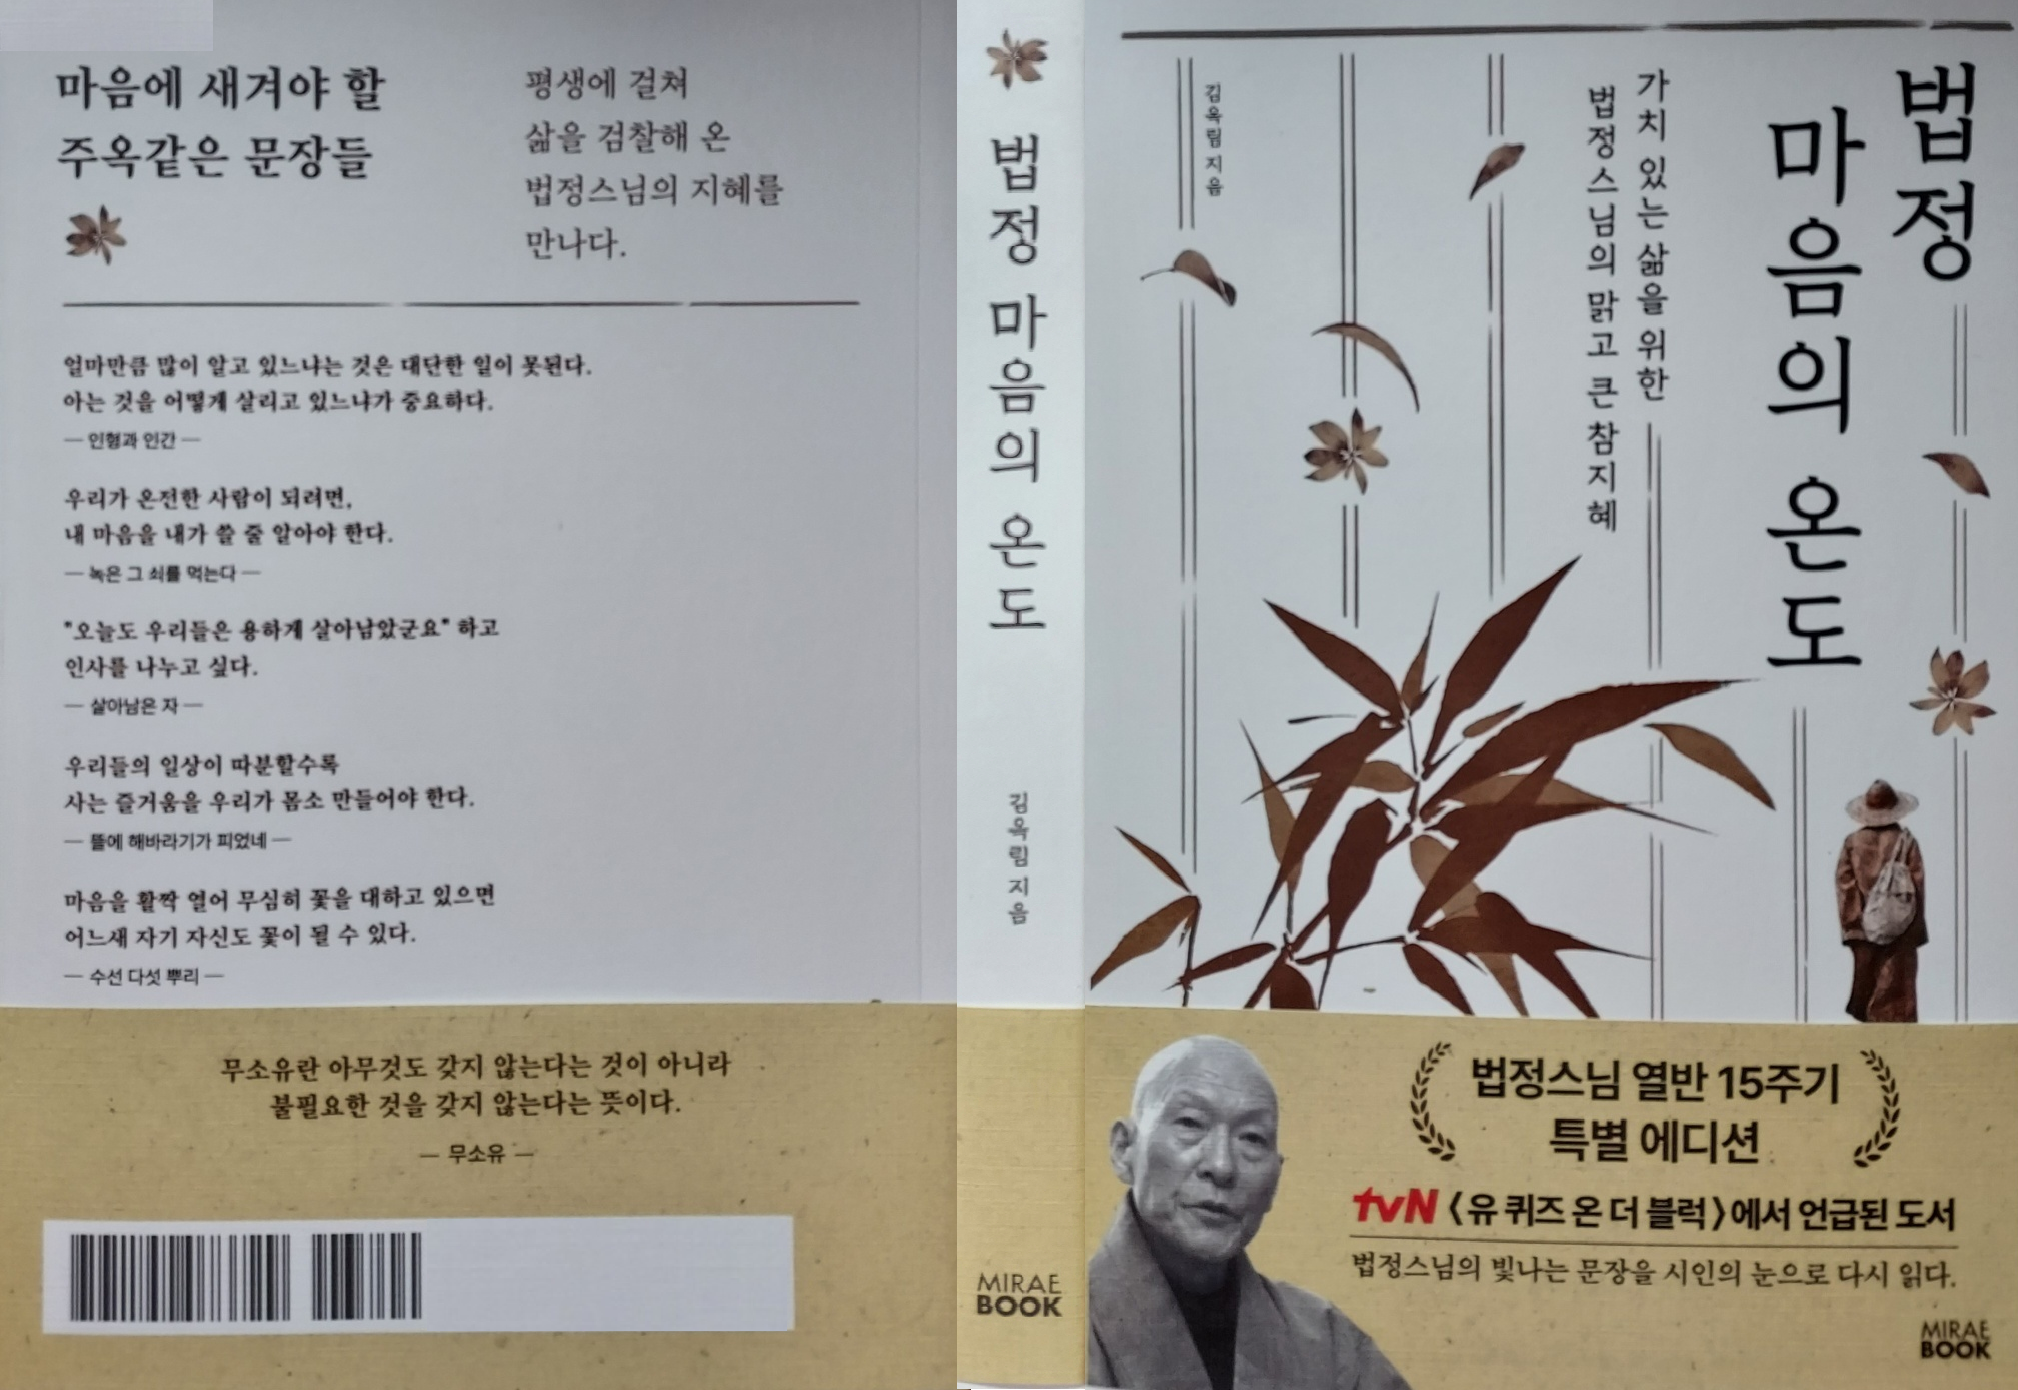 마음에 새겨야 할
주옥같은 문장들
평생에 걸쳐
삶을 검찰해 온
법정스님의 지혜를
만나다.
얼마만큼 많이 알고 있느냐는 것은 대단한 일이 못된다.
아는 것을 어떻게 살리고 있느냐가 중요하다.
— 인형과 인간 —
우리가 온전한 사람이 되려면,
내 마음을 내가 쓸 줄 알아야 한다.
— 녹은 그 쇠를 먹는다 —
"오늘도 우리들은 용하게 살아남았군요" 하고
인사를 나누고 싶다.
— 살아남은 자 —
우리들의 일상이 따분할수록
사는 즐거움을 우리가 몸소 만들어야 한다.
— 뜰에 해바라기가 피었네 —
마음을 활짝 열어 무심히 꽃을 대하고 있으면
어느새 자기 자신도 꽃이 될 수 있다.
— 수선 다섯 뿌리 —
무소유란 아무것도 갖지 않는다는 것이 아니라
불필요한 것을 갖지 않는다는 뜻이다.
— 무소유 —
법정 마음의 온도
김옥림 지음
MIRAE
BOOK
법정
마음의 온도
가치 있는 삶을 위한
법정스님의 맑고 큰 참지혜
김옥림 지음
법정스님 열반 15주기
특별 에디션
tvN 〈유 퀴즈 온 더 블럭〉에서 언급된 도서
법정스님의 빛나는 문장을 시인의 눈으로 다시 읽다.
MIRAE
BOOK